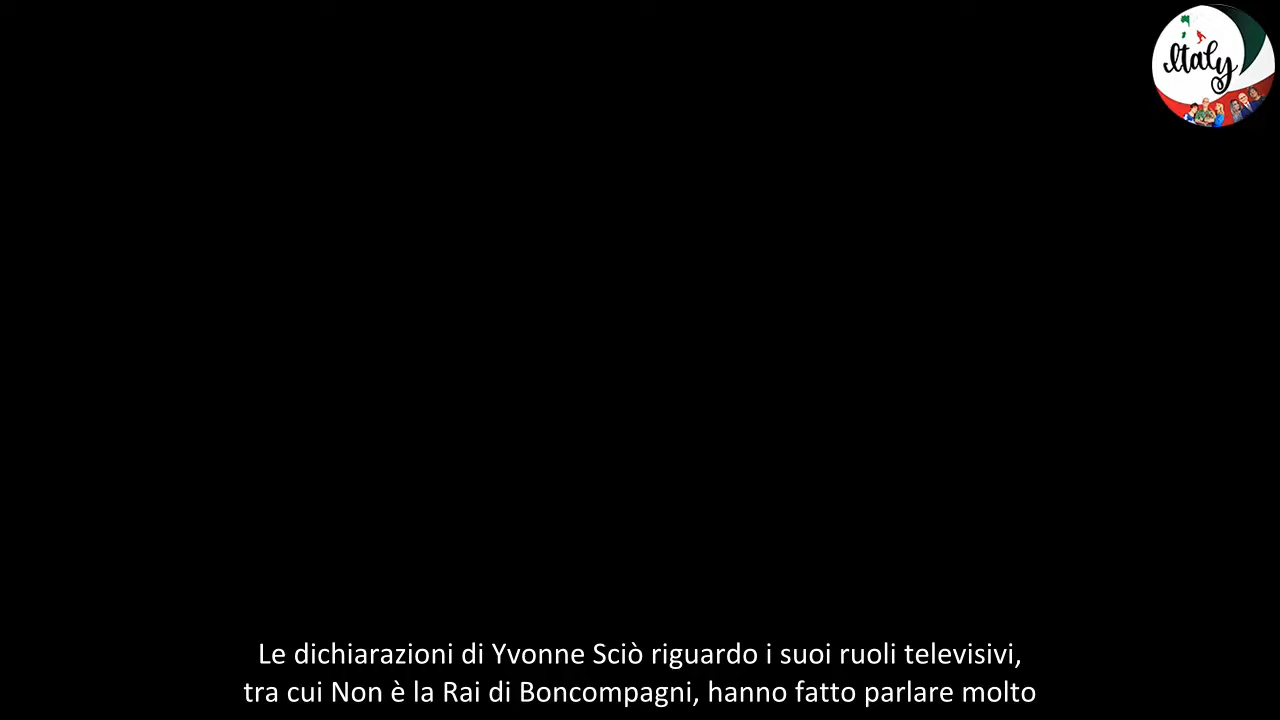 Italy
Le dichiarazioni di Yvonne Sciò riguardo i suoi ruoli televisivi,
tra cui Non è la Rai di Boncompagni, hanno fatto parlare molto